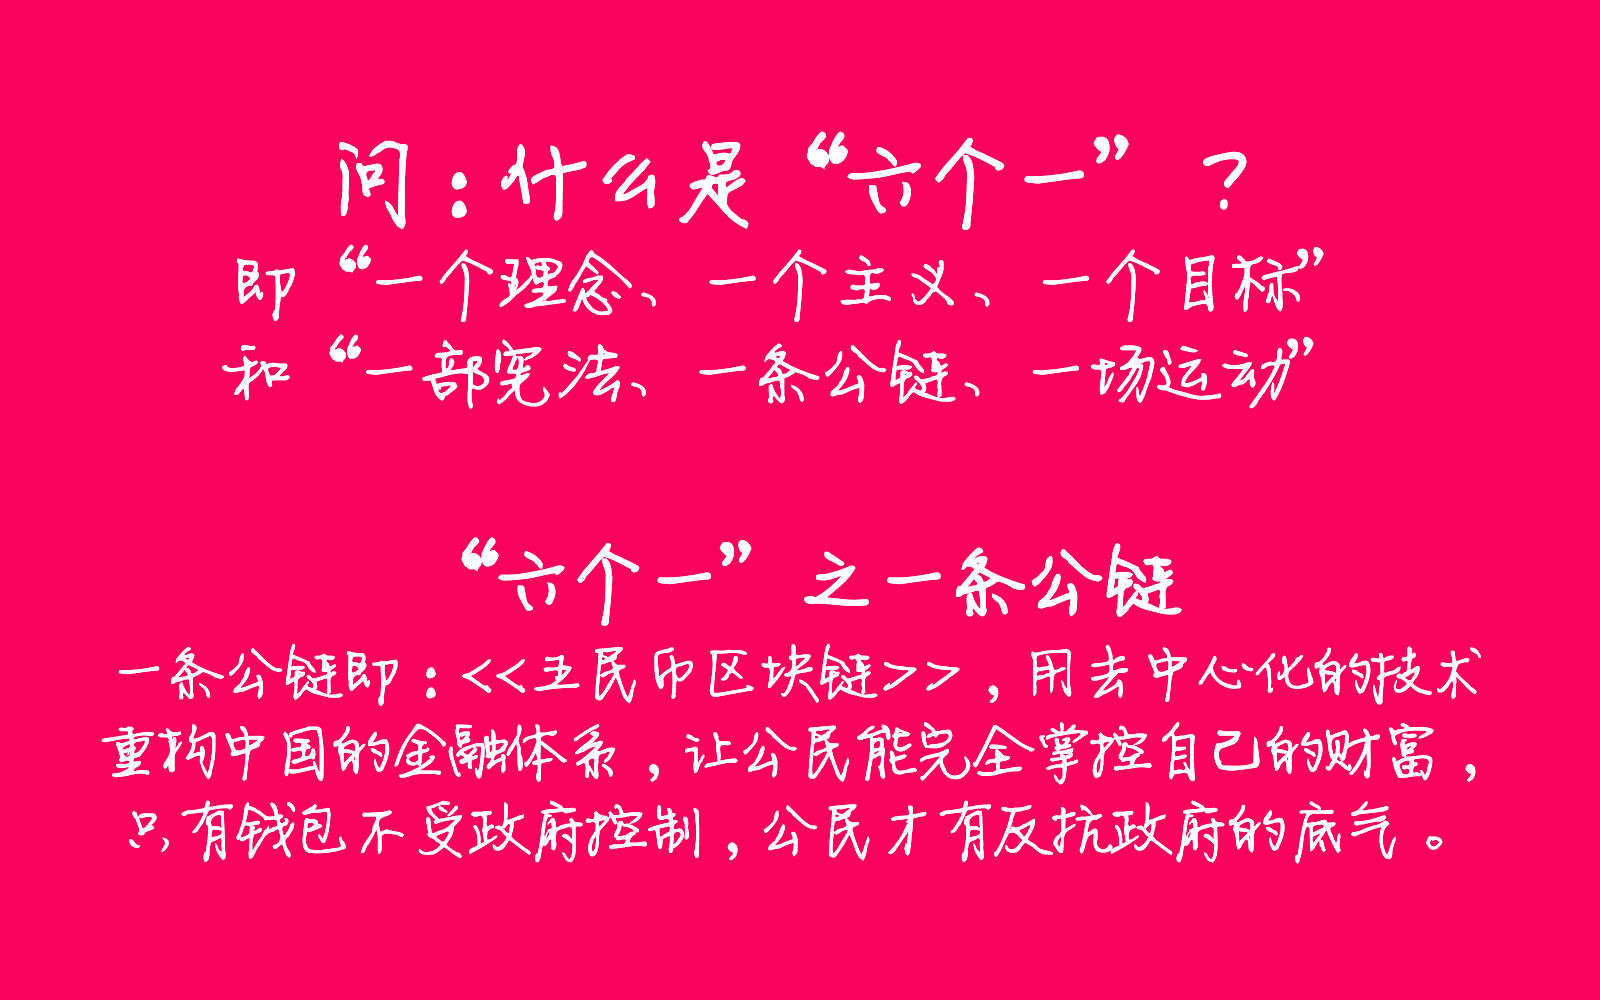 问：什么是“六个一”？
即“一个理念、一个主义、一个目标”
和“一部宪法、一条公链、一场运动”
“六个一”之一条公链
一条公链即：<<王民币区块链>>，用去中心化的技术
重构中国的金融体系，让公民能完全掌控自己的财富，
只有钱包不受政府控制，公民才有反抗政府的底气。